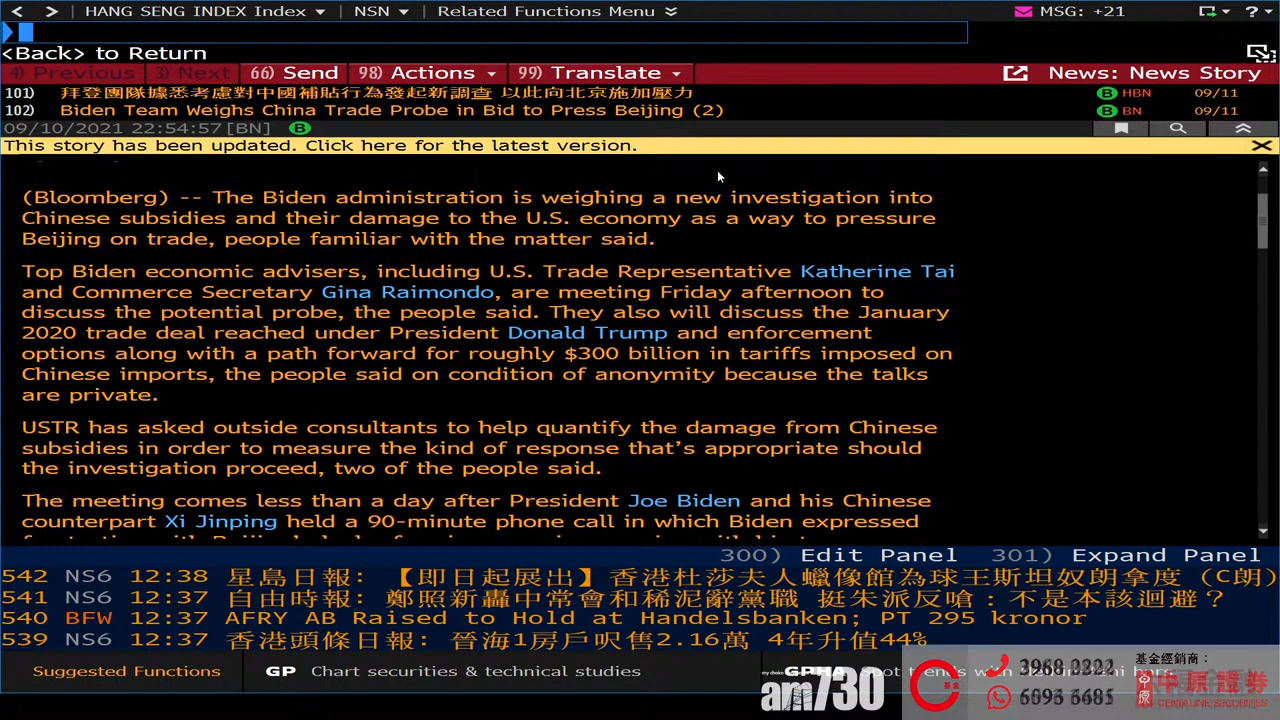 < > HANG SENG INDEX Index ▾ NSN ▾ Related Functions Menu MSG: +21 ?
<Back> to Return
4) Previous 3) Next 66) Send 98) Actions 99) Translate News: News Story
101) 拜登團隊據悉考慮對中國補貼行為發起新調查 以此向北京施加壓力 B HBN 09/11
102) Biden Team Weighs China Trade Probe in Bid to Press Beijing (2) B BN 09/11
09/10/2021 22:54:57[BN] B
This story has been updated. Click here for the latest version.
(Bloomberg) -- The Biden administration is weighing a new investigation into
Chinese subsidies and their damage to the U.S. economy as a way to pressure
Beijing on trade, people familiar with the matter said.
Top Biden economic advisers, including U.S. Trade Representative Katherine Tai
and Commerce Secretary Gina Raimondo, are meeting Friday afternoon to
discuss the potential probe, the people said. They also will discuss the January
2020 trade deal reached under President Donald Trump and enforcement
options along with a path forward for roughly $300 billion in tariffs imposed on
Chinese imports, the people said on condition of anonymity because the talks
are private.
USTR has asked outside consultants to help quantify the damage from Chinese
subsidies in order to measure the kind of response that's appropriate should
the investigation proceed, two of the people said.
The meeting comes less than a day after President Joe Biden and his Chinese
counterpart Xi Jinping held a 90-minute phone call in which Biden expressed
300) Edit Panel 301) Expand Panel
542 NS6 12:38 星島日報: 【即日起展出】香港杜莎夫人蠟像館為球王斯坦奴朗拿度 (C朗)
541 NS6 12:37 自由時報: 鄭照新轟中常會和稀泥辭黨職 挺朱派反嗆：不是本該迴避？
540 BFW 12:37 AFRY AB Raised to Hold at Handelsbanken; PT 295 kronor
539 NS6 12:37 香港頭條日報: 晉海1房戶呎售2.16萬 4年升值44%
Suggested Functions GP Chart securities & technical studies GPHA Spot trends with
my choice am730 基金 3968 0822 6095 6485 基金經銷商： 中原證券 CENTALINE SECURITIES